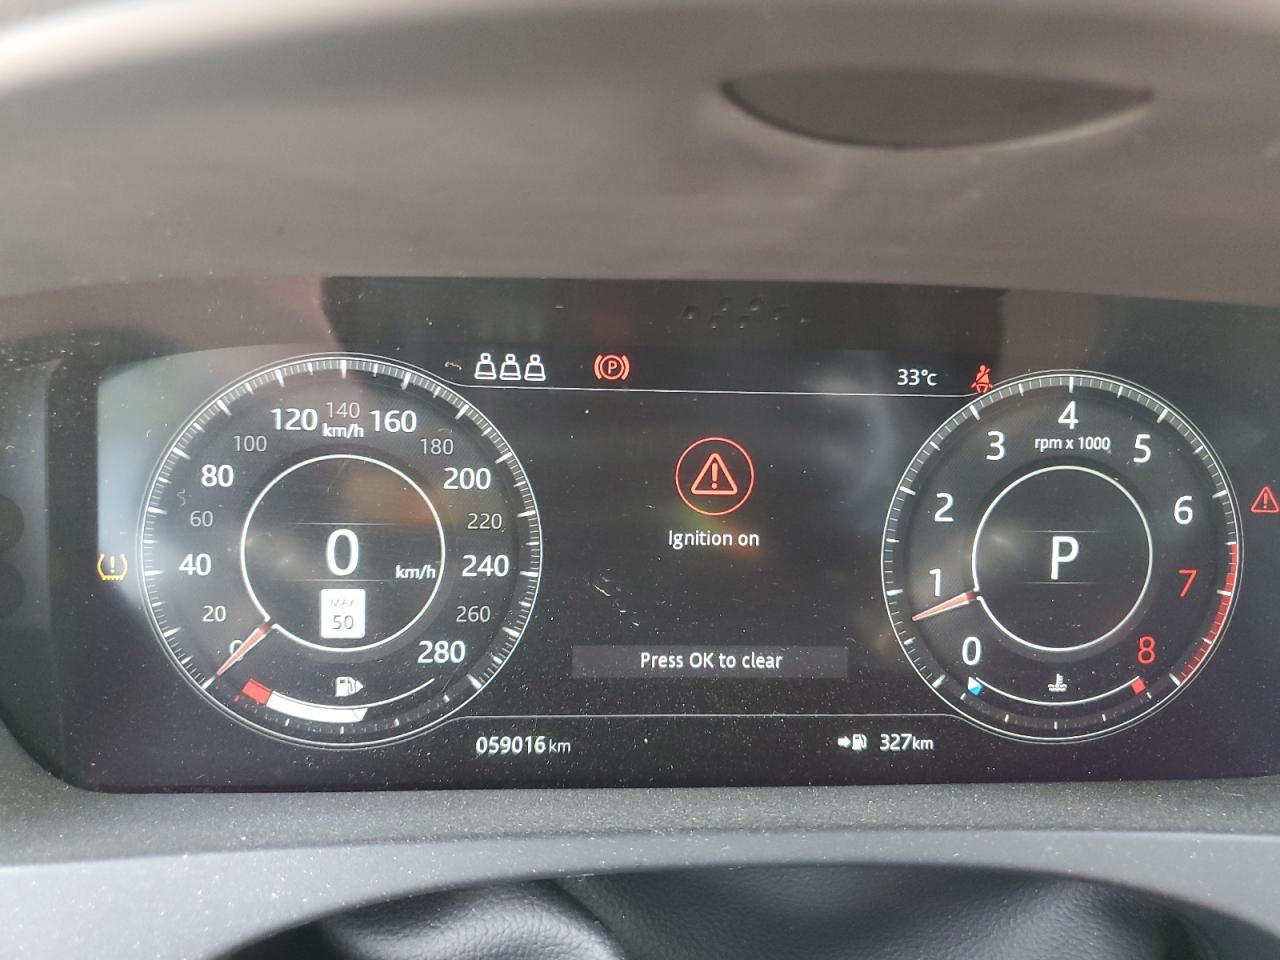 P
33°c
120 140 160
km/h
100 180
80 200
60 220
40 240
20 260
0 280
0
km/h
MAX
50
Ignition on
Press OK to clear
4
3 5
rpm x 1000
2 6
1 7
0 8
P
059016km
327km